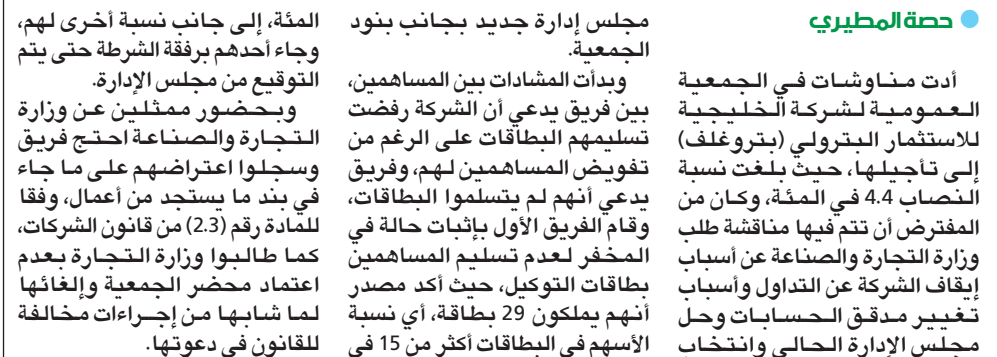 حصة المطيري
أدت مناوشات في الجمعية
العمومية لشركة الخليجية
للاستثمار البترولي (بتروغلف)
إلى تأجيلها، حيث بلغت نسبة
النصاب 4.4 في المئة، وكان من
المفترض أن تتم فيها مناقشة طلب
وزارة التجارة والصناعة عن أسباب
إيقاف الشركة عن التداول وأسباب
تغيير مدقق الحسابات وحل
مجلس الإدارة الحالي وانتخاب
مجلس إدارة جديد بجانب بنود
الجمعية.
وبدأت المشادات بين المساهمين،
بين فريق يدعي أن الشركة رفضت
تسليمهم البطاقات على الرغم من
تفويض المساهمين لهم، وفريق
يدعي أنهم لم يتسلموا البطاقات،
وقام الفريق الأول بإثبات حالة في
المخفر لعدم تسليم المساهمين
بطاقات التوكيل، حيث أكد مصدر
أنهم يملكون 29 بطاقة، أي نسبة
الأسهم في البطاقات أكثر من 15 في
المئة، إلى جانب نسبة أخرى لهم،
وجاء أحدهم برفقة الشرطة حتى يتم
التوقيع من مجلس الإدارة.
وبحضور ممثلين عن وزارة
التجارة والصناعة احتج فريق
وسجلوا اعتراضهم على ما جاء
في بند ما يستجد من أعمال، وفقا
للمادة رقم (2.3) من قانون الشركات،
كما طالبوا وزارة التجارة بعدم
اعتماد محضر الجمعية وإلغائها
لما شابها من إجراءات مخالفة
للقانون في دعوتها.